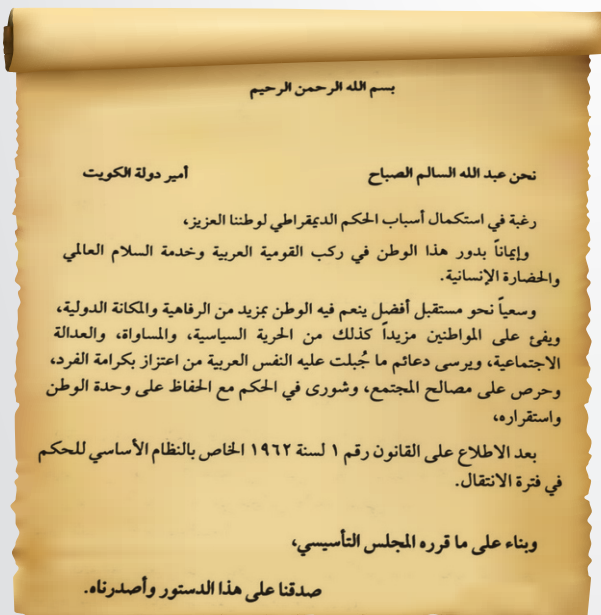 بسم الله الرحمن الرحيم
نحن عبد الله السالم الصباح أمير دولة الكويت
رغبة في استكمال أسباب الحكم الديمقراطي لوطننا العزيز،
وإيماناً بدور هذا الوطن في ركب القومية العربية وخدمة السلام العالمي
والحضارة الإنسانية.
وسعياً نحو مستقبل أفضل ينعم فيه الوطن بمزيد من الرفاهية والمكانة الدولية،
ويفئ على المواطنين مزيداً كذلك من الحرية السياسية، والمساواة، والعدالة
الاجتماعية، ويرسى دعائم ما جُبلت عليه النفس العربية من اعتزاز بكرامة الفرد،
وحرص على مصالح المجتمع، وشورى في الحكم مع الحفاظ على وحدة الوطن
واستقراره،
بعد الاطلاع على القانون رقم ١ لسنة ١٩٦٢ الخاص بالنظام الأساسي للحكم
في فترة الانتقال.
وبناء على ما قرره المجلس التأسيسي،
صدقنا على هذا الدستور وأصدرناه.